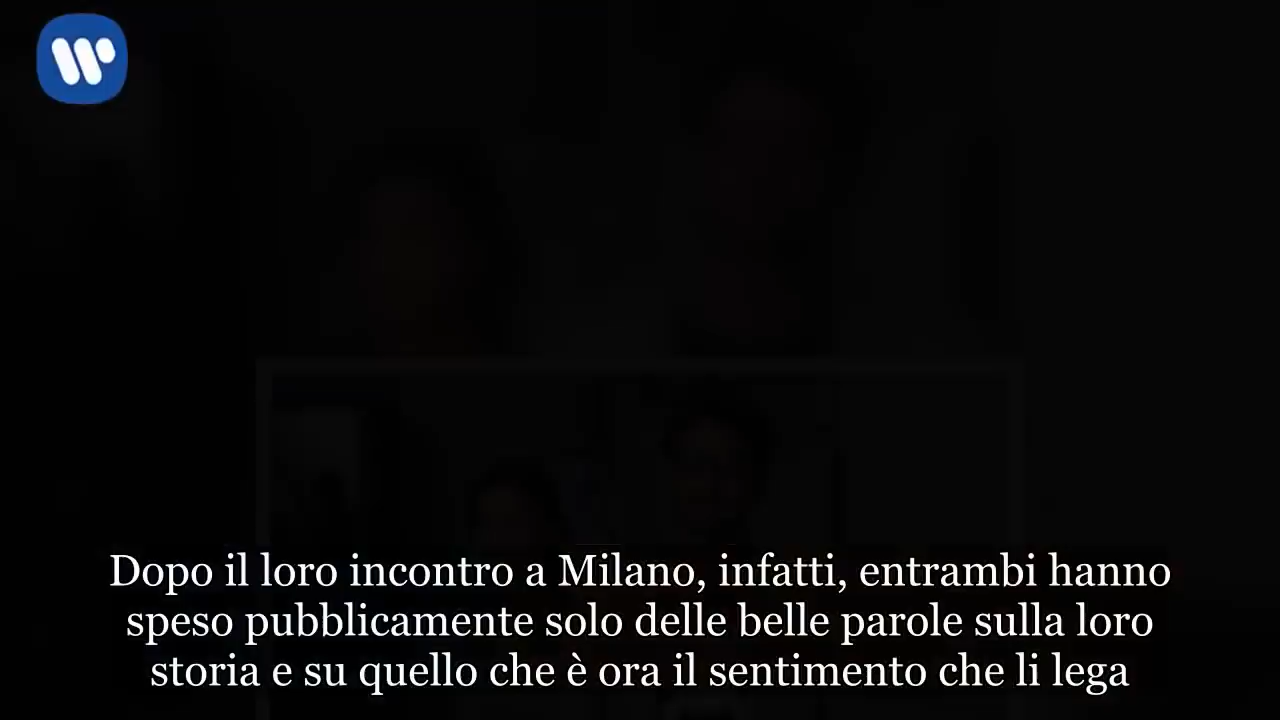 Dopo il loro incontro a Milano, infatti, entrambi hanno
speso pubblicamente solo delle belle parole sulla loro
storia e su quello che è ora il sentimento che li lega